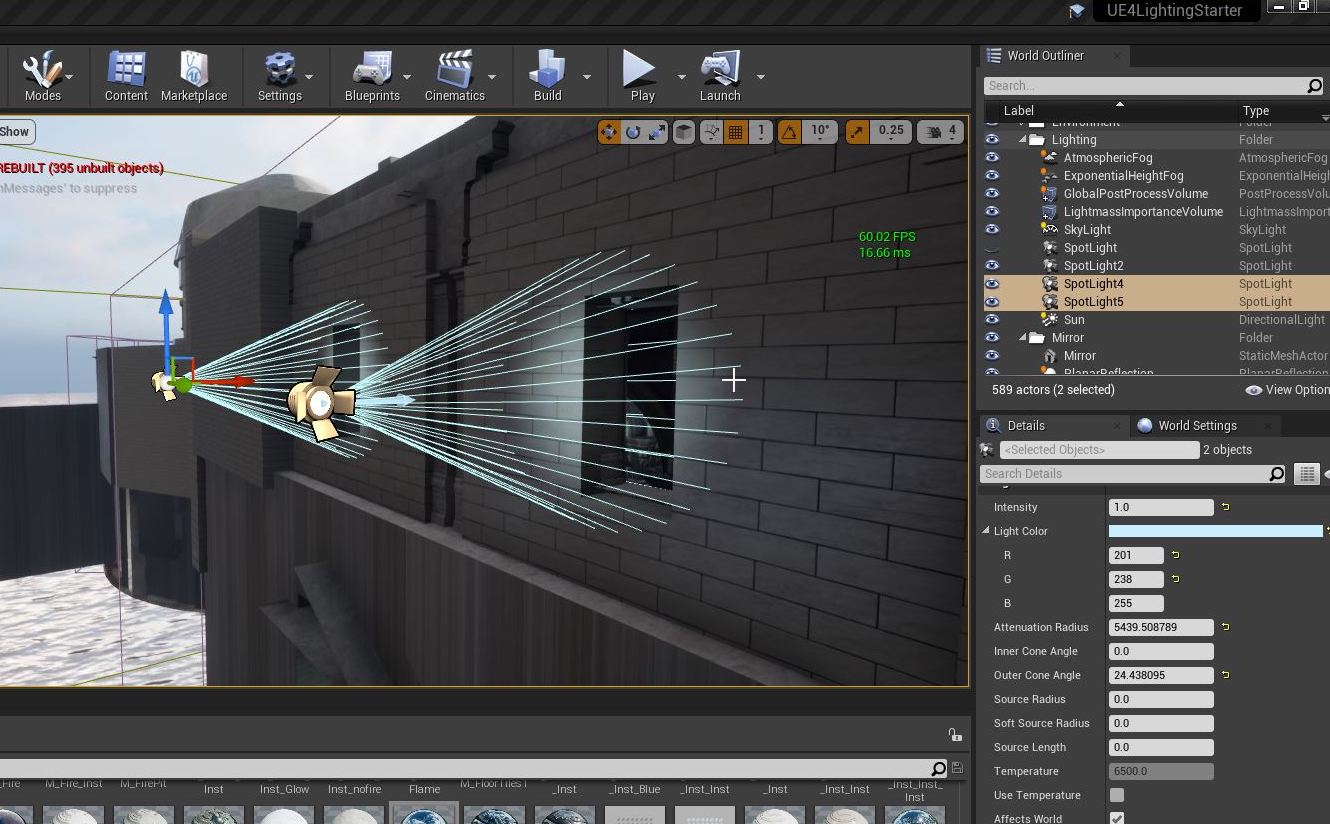 UE4LightingStarter
Modes
Content
Marketplace
Settings
Blueprints
Cinematics
Build
Play
Launch
World Outliner
Search...
Label
Type
Show
1
10°
0.25
4
REBUILT (395 unbuilt objects)
nMessages' to suppress
60.02 FPS
16.66 ms
Environment Folder
Lighting Folder
AtmosphericFog AtmosphericFog
ExponentialHeightFog ExponentialHeigh
GlobalPostProcessVolume PostProcessVolu
LightmassImportanceVolume LightmassImport
SkyLight SkyLight
SpotLight SpotLight
SpotLight2 SpotLight
SpotLight4 SpotLight
SpotLight5 SpotLight
Sun DirectionalLight
Mirror Folder
Mirror StaticMeshActor
PlanarReflection PlanarReflection
589 actors (2 selected)
View Option
Details
World Settings
<Selected Objects>
2 objects
Search Details
Intensity 1.0
Light Color
R 201
G 238
B 255
Attenuation Radius 5439.508789
Inner Cone Angle 0.0
Outer Cone Angle 24.438095
Source Radius 0.0
Soft Source Radius 0.0
Source Length 0.0
Temperature 6500.0
Use Temperature
Affects World
_Fire
M_Fire_Inst
M_FirePit
Inst
Inst_Glow
Inst_nofire
Flame
M_FloorTiles1
_Inst
_Inst_Blue
_Inst_Inst
_Inst
_Inst_Inst
_Inst_Inst_
Inst